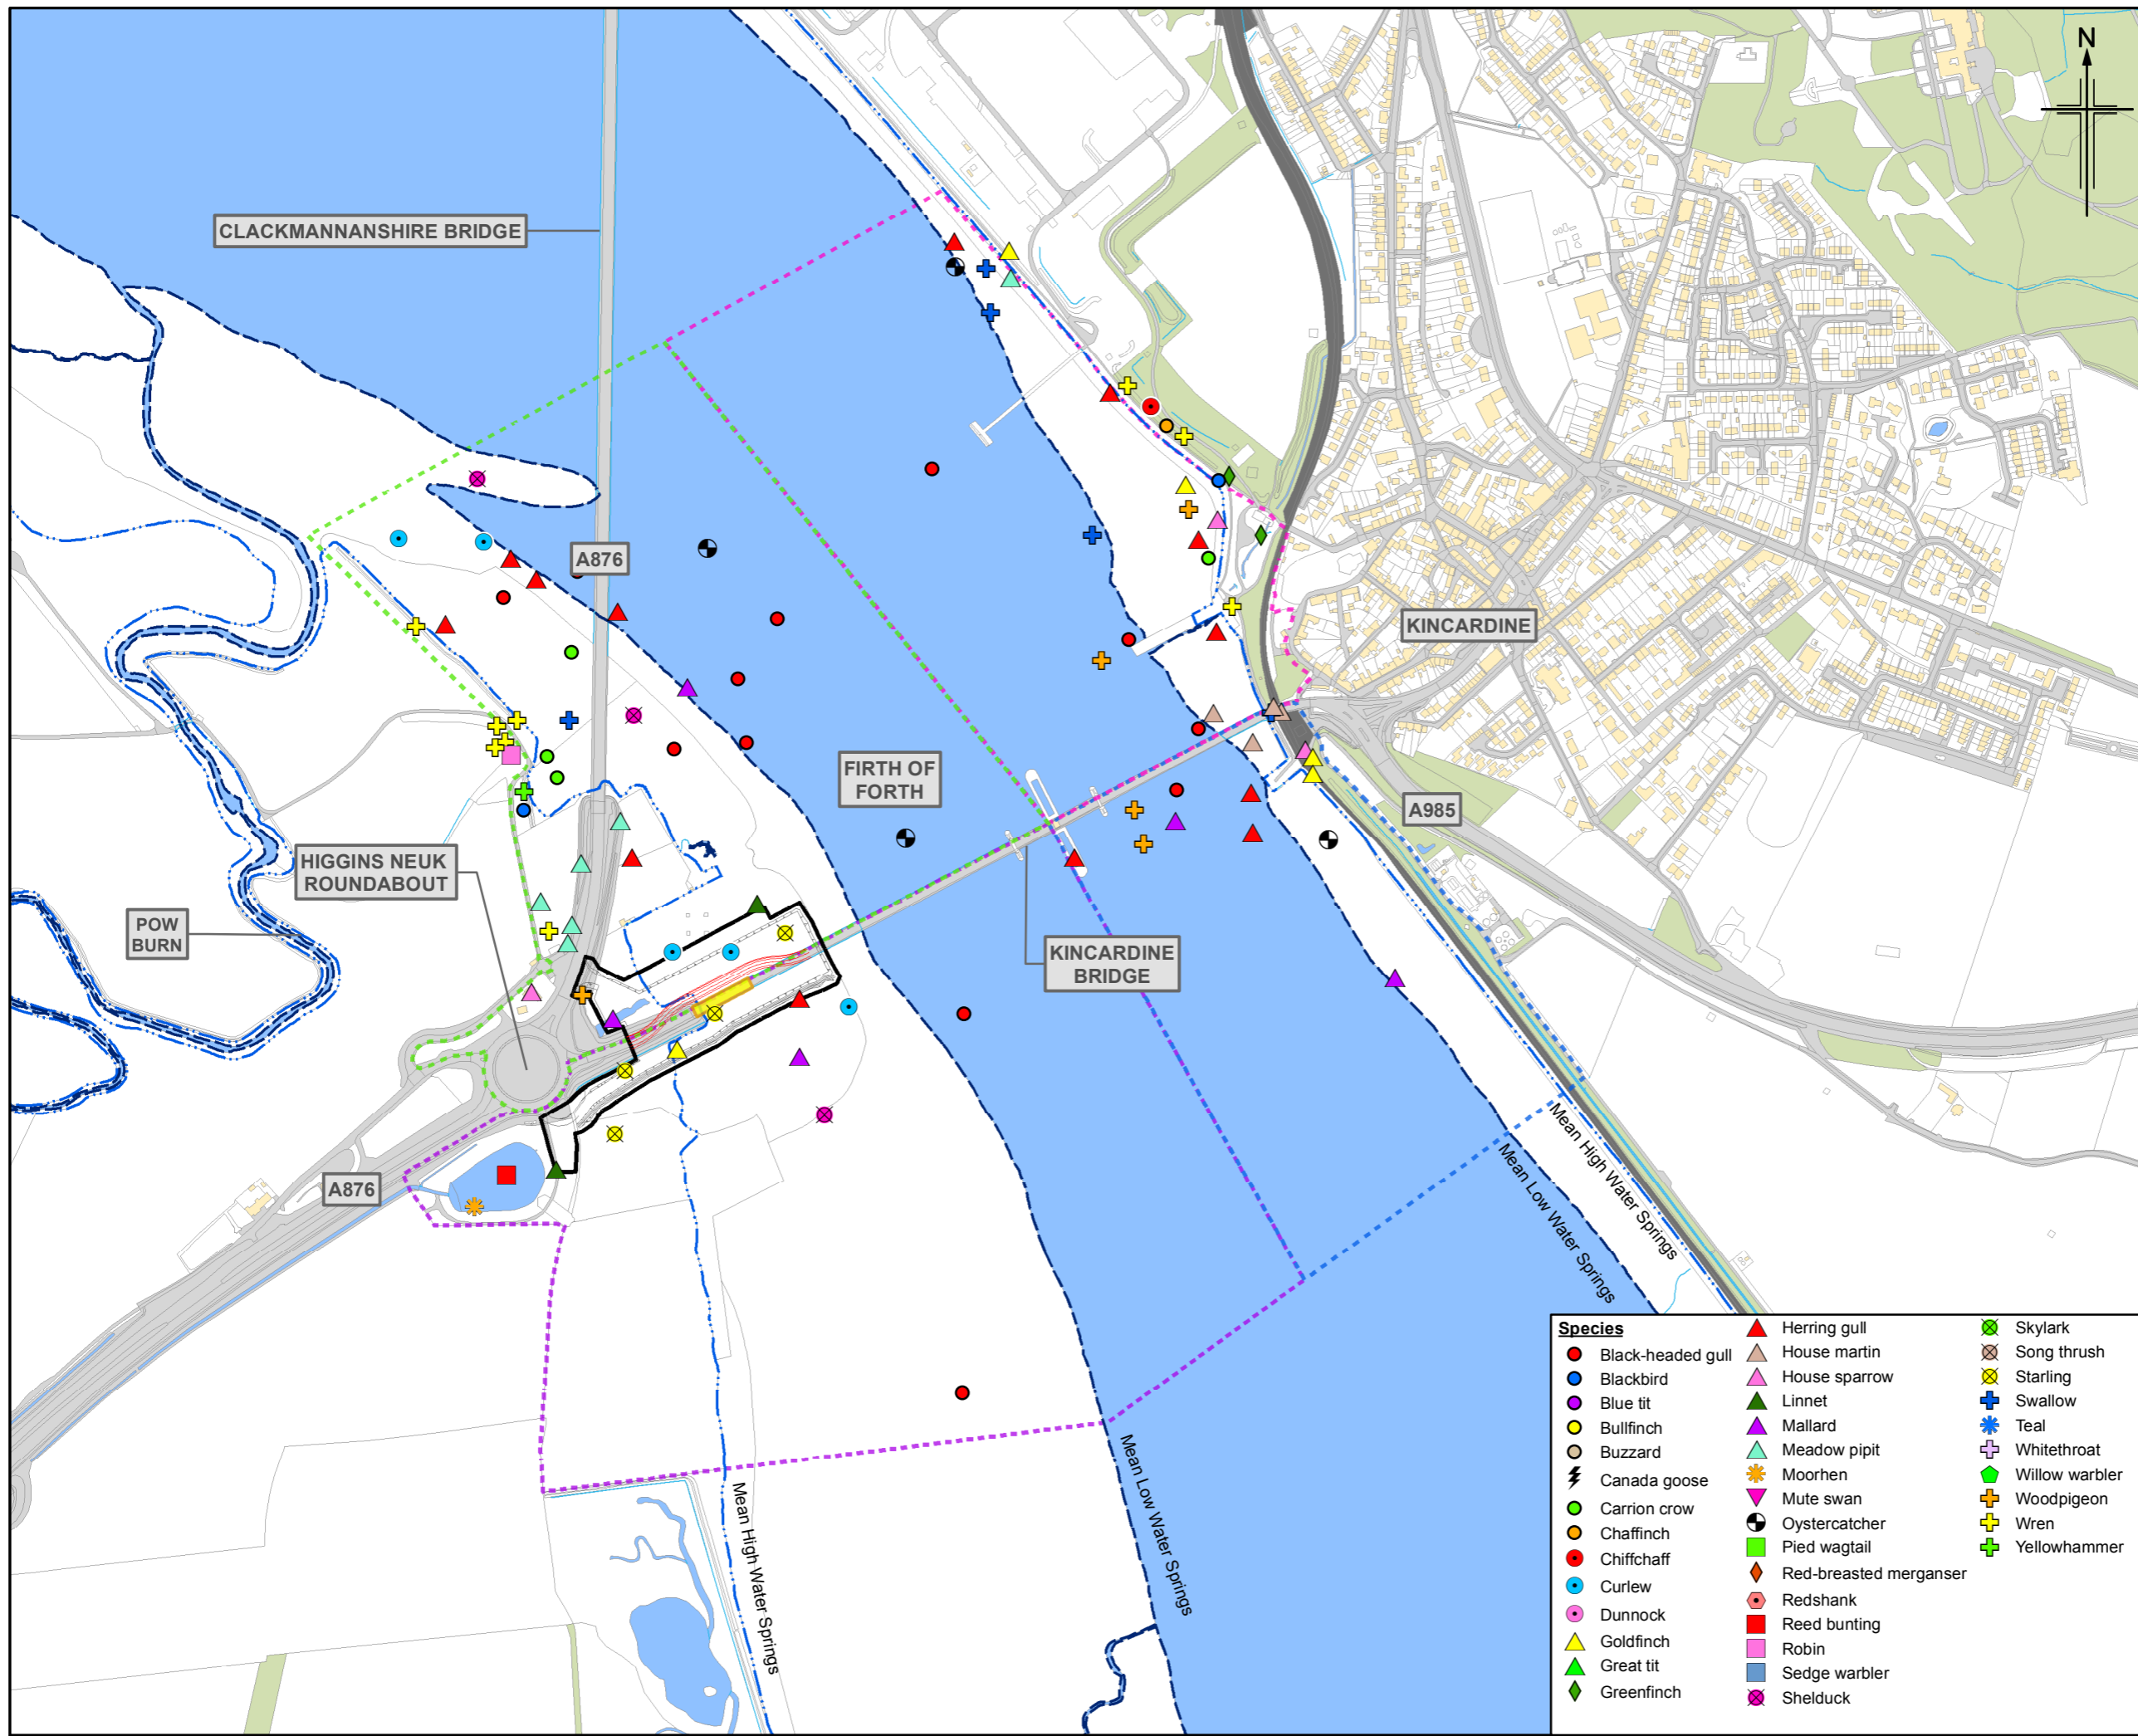 N
CLACKMANNANSHIRE BRIDGE
A876
KINCARDINE
FIRTH OF
FORTH
A985
HIGGINS NEUK
ROUNDABOUT
POW
BURN
KINCARDINE
BRIDGE
A876
Mean High Water Springs
Mean Low Water Springs
Mean Low Water Springs
Mean High Water Springs
Species
Black-headed gull
Blackbird
Blue tit
Bullfinch
Buzzard
Canada goose
Carrion crow
Chaffinch
Chiffchaff
Curlew
Dunnock
Goldfinch
Great tit
Greenfinch
Herring gull
House martin
House sparrow
Linnet
Mallard
Meadow pipit
Moorhen
Mute swan
Oystercatcher
Pied wagtail
Red-breasted merganser
Redshank
Reed bunting
Robin
Sedge warbler
Shelduck
Skylark
Song thrush
Starling
Swallow
Teal
Whitethroat
Willow warbler
Woodpigeon
Wren
Yellowhammer